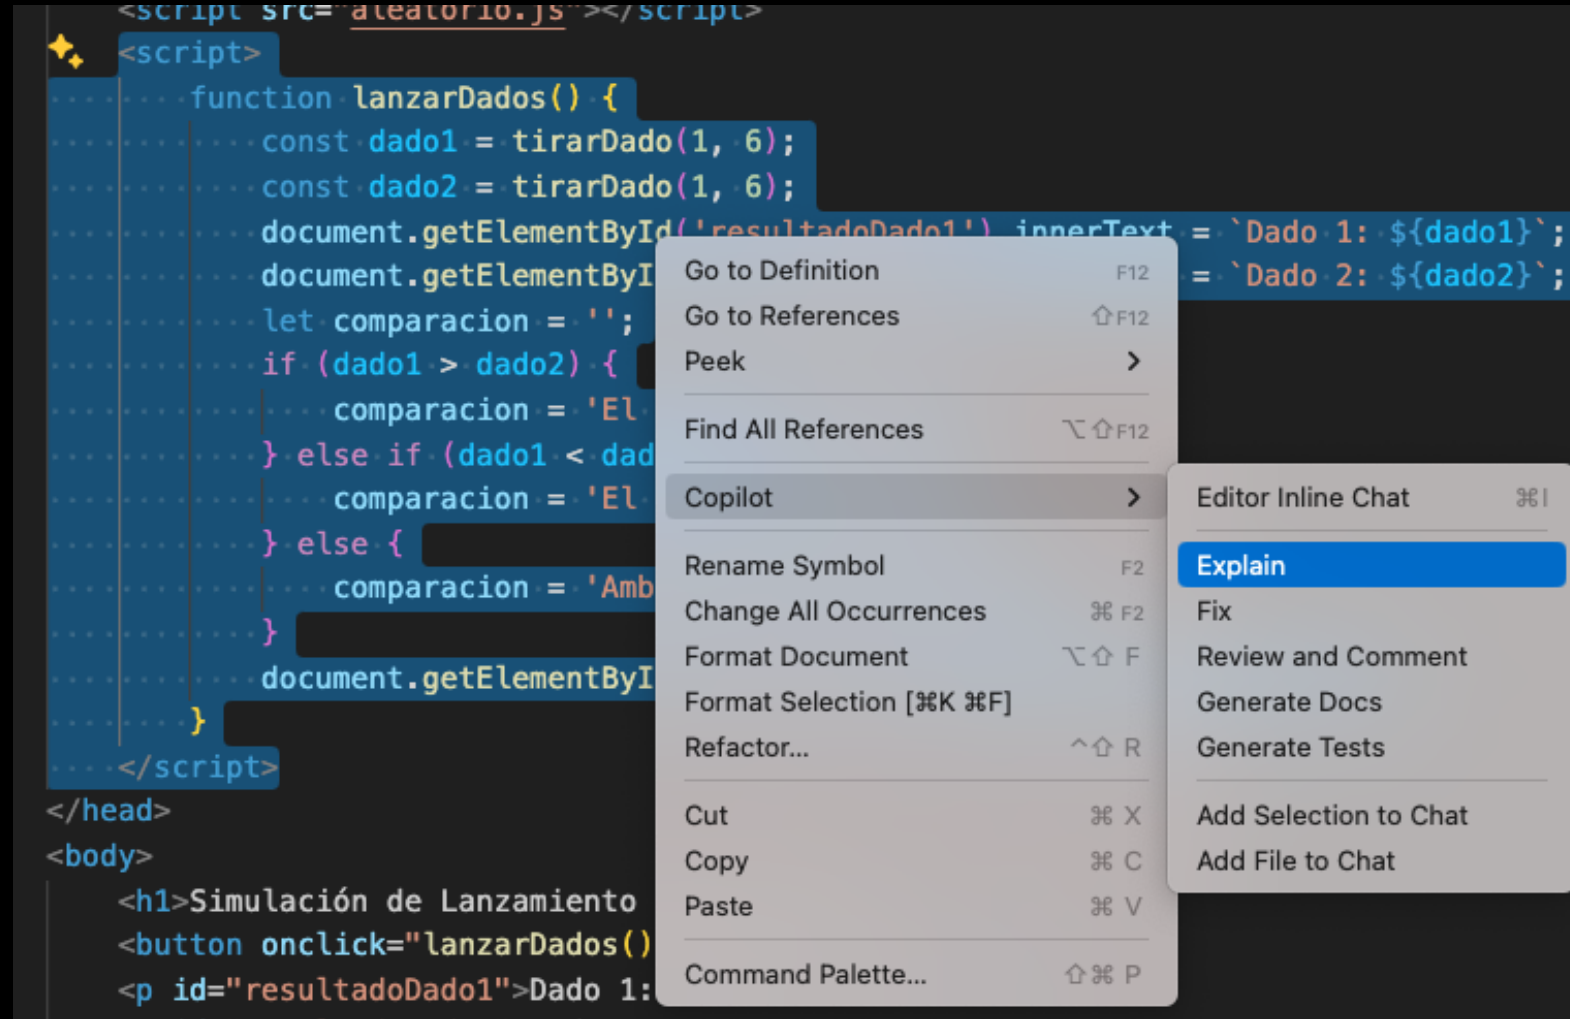 <script src="aleatorio.js"></script>
<script>
function lanzarDados() {
const dado1 = tirarDado(1, 6);
const dado2 = tirarDado(1, 6);
document.getElementById('resultadoDado1').innerText = `Dado 1: ${dado1}`;
document.getElementByI = `Dado 2: ${dado2}`;
let comparacion = '';
if (dado1 > dado2) {
comparacion = 'El
} else if (dado1 < dad
comparacion = 'El
} else {
comparacion = 'Amb
}
document.getElementByI
}
</script>
</head>
<body>
<h1>Simulación de Lanzamiento
<button onclick="lanzarDados()
<p id="resultadoDado1">Dado 1:
Go to Definition F12
Go to References ⇧F12
Peek >
Find All References ⌥⇧F12
Copilot >
Rename Symbol F2
Change All Occurrences ⌘F2
Format Document ⌥⇧ F
Format Selection [⌘K ⌘F]
Refactor... ^⇧ R
Cut ⌘ X
Copy ⌘ C
Paste ⌘ V
Command Palette... ⇧⌘ P
Editor Inline Chat ⌘I
Explain
Fix
Review and Comment
Generate Docs
Generate Tests
Add Selection to Chat
Add File to Chat